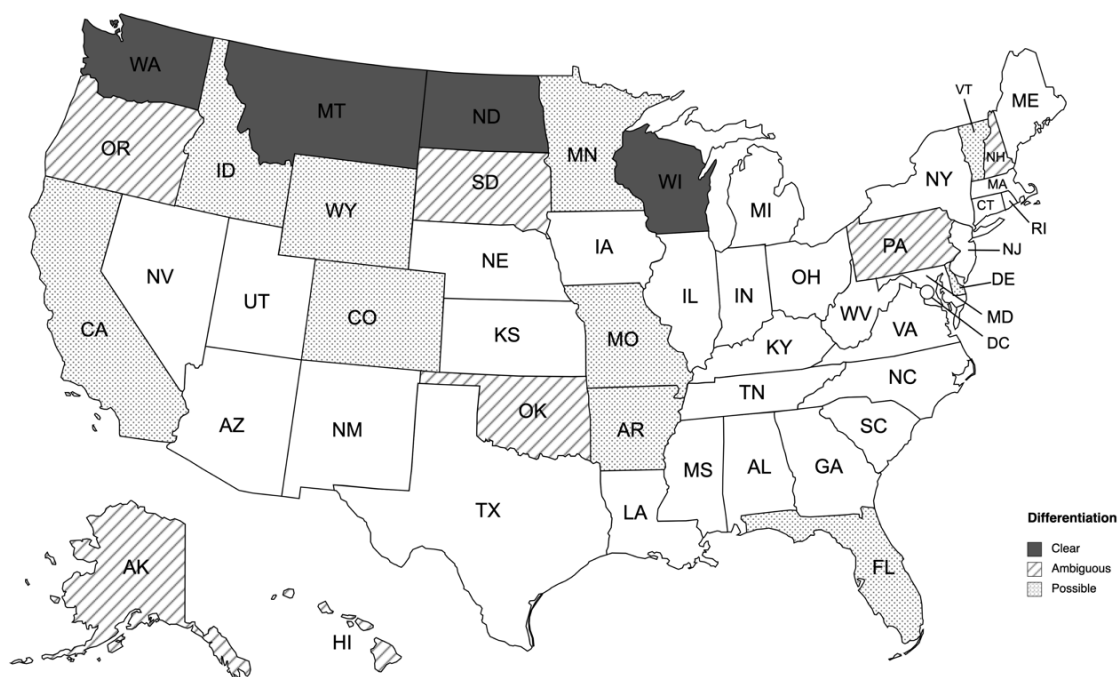 WA
MT
ND
MN
VT
ME
OR
ID
SD
WI
NH
WY
MI
NY
MA
CT
RI
IA
NE
PA
NJ
NV
UT
CO
IL
IN
OH
DE
CA
KS
MO
WV
VA
MD
DC
KY
NC
TN
AZ
NM
OK
AR
SC
MS
AL
GA
TX
LA
FL
AK
HI
Differentiation
Clear
Ambiguous
Possible